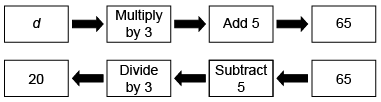 d
Multiply
by 3
Add 5
65
20
Divide
by 3
Subtract
5
65